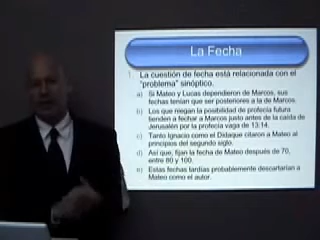 La Fecha
1. La cuestión de fecha está relacionada con el
"problema" sinóptico.
a) Si Mateo y Lucas dependieron de Marcos, sus
fechas tenían que ser posteriores a la de Marcos.
b) Los que niegan la posibilidad de profecía futura
tienden a fechar a Marcos justo antes de la caída de
Jerusalén por la profecía vaga de 13:14.
c) Tanto Ignacio como el Didaque citaron a Mateo al
principios del segundo siglo.
d) Así que, fijan la fecha de Mateo después de 70,
entre 80 y 100.
e) Estas fechas tardías probablemente descartarían a
Mateo como el autor.